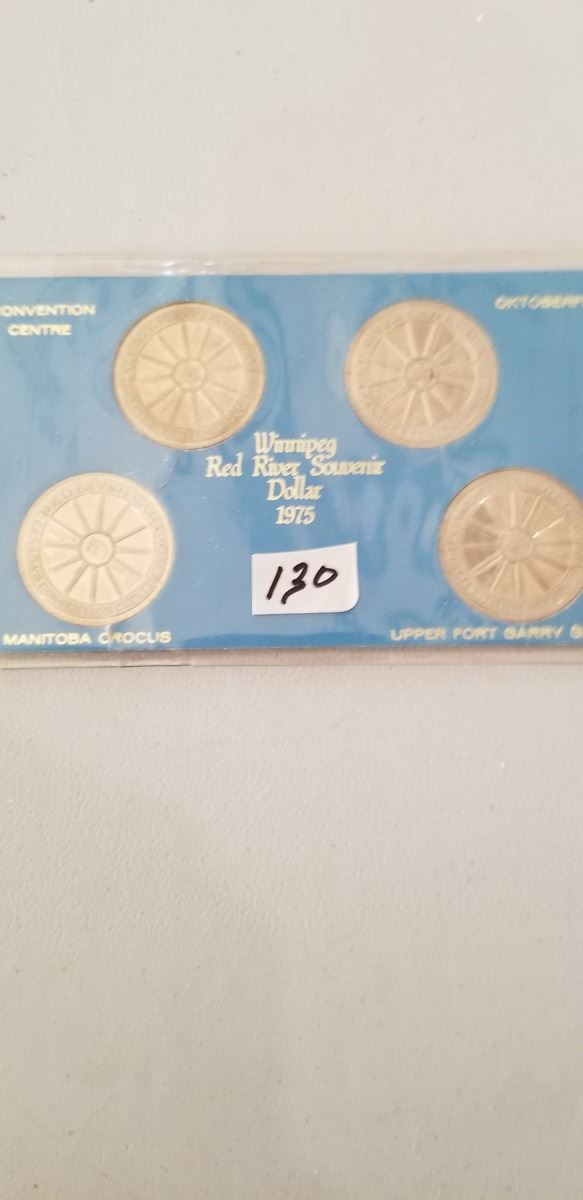 ONVENTION
CENTRE
OKTOBERF
Winnipeg
Red River Souvenir
Dollar
1975
130
MANITOBA CROCUS
UPPER FORT GARRY